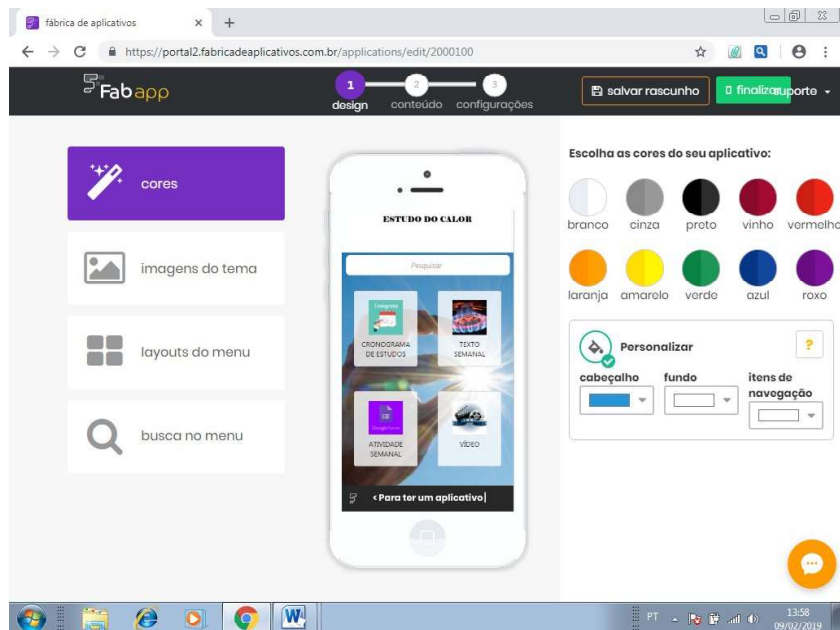 fábrica de aplicativos
https://portal2.fabricadeaplicativos.com.br/applications/edit/2000100
Fabapp
1 2 3
design conteúdo configurações
salvar rascunho
finalizar
suporte
cores
imagens do tema
layouts do menu
busca no menu
ESTUDO DO CALOR
Pesquisar
CRONOGRAMA
DE ESTUDOS
TEXTO
SEMANAL
ATIVIDADE
SEMANAL
VÍDEO
< Para ter um aplicativo
Escolha as cores do seu aplicativo:
branco cinza preto vinho vermelho
laranja amarelo verde azul roxo
Personalizar
?
cabeçalho fundo itens de
navegação
PT
13:58
09/02/2019